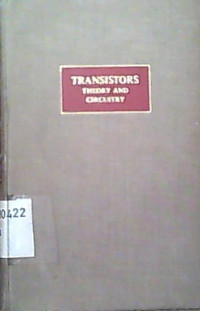 TRANSISTORS
THEORY AND
CIRCUITRY
0422